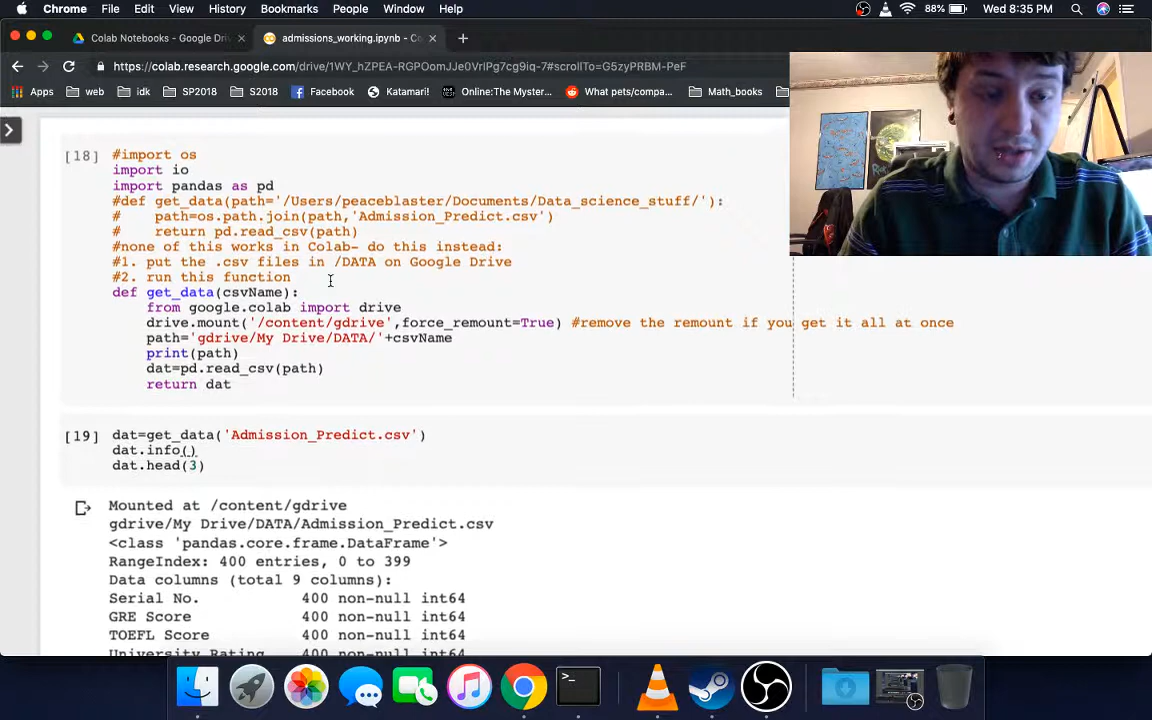 Chrome File Edit View History Bookmarks People Window Help 88% Wed 8:35 PM
Colab Notebooks - Google Dri × admissions_working.ipynb - Co ×
https://colab.research.google.com/drive/1WY_hZPEA-RGPOomJJe0VrlPg7cg9iq-7#scrollTo=G5zyPRBM-PeF
Apps web idk SP2018 S2018 Facebook Katamari! Online:The Myster... What pets/compa... Math_books
[18] #import os
import io
import pandas as pd
#def get_data(path='/Users/peaceblaster/Documents/Data_science_stuff/'):
# path=os.path.join(path,'Admission_Predict.csv')
# return pd.read_csv(path)
#none of this works in Colab- do this instead:
#1. put the .csv files in /DATA on Google Drive
#2. run this function
def get_data(csvName):
from google.colab import drive
drive.mount('/content/gdrive',force_remount=True) #remove the remount if you get it all at once
path='gdrive/My Drive/DATA/'+csvName
print(path)
dat=pd.read_csv(path)
return dat
[19] dat=get_data('Admission_Predict.csv')
dat.info()
dat.head(3)
Mounted at /content/gdrive
gdrive/My Drive/DATA/Admission_Predict.csv
<class 'pandas.core.frame.DataFrame'>
RangeIndex: 400 entries, 0 to 399
Data columns (total 9 columns):
Serial No. 400 non-null int64
GRE Score 400 non-null int64
TOEFL Score 400 non-null int64
University Rating 400 non-null int64